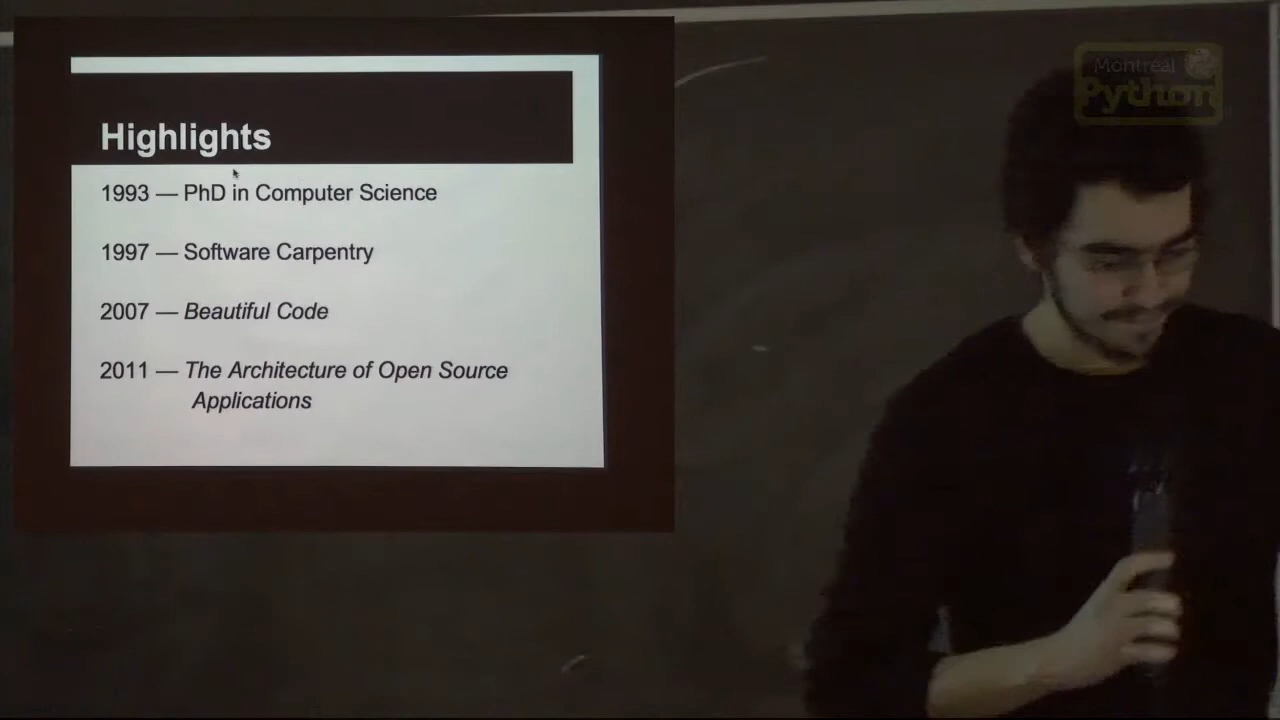 Highlights
1993 — PhD in Computer Science
1997 — Software Carpentry
2007 — Beautiful Code
2011 — The Architecture of Open Source
Applications
Montréal
Python